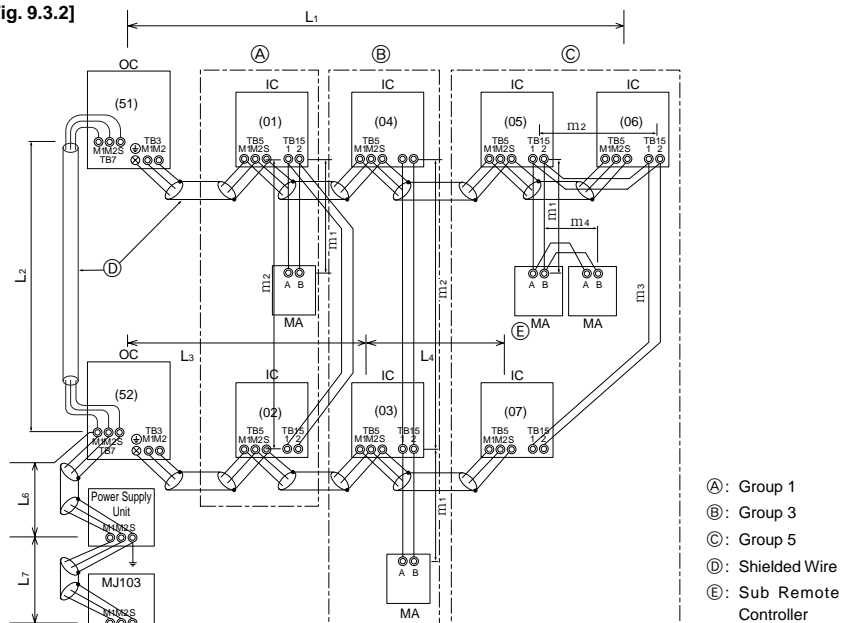 ig. 9.3.2]
L1
Ⓐ Ⓑ Ⓒ
OC IC IC IC IC
(51) (01) (04) (05) (06)
m2
TB3
M1M2
M1M2S
TB7
TB5
M1M2S
TB15
1 2
TB5
M1M2S
TB5
M1M2S
TB15
1 2
TB5
M1M2S
TB15
1 2
L2
Ⓓ
m2
m1
m2
m1
m4
m3
A B
MA
A B
MA
A B
MA
Ⓔ
L3
L4
OC IC IC IC
(52) (02) (03) (07)
TB3
M1M2
M1M2S
TB7
TB5
M1M2S
TB15
1 2
TB5
M1M2S
TB15
1 2
TB5
M1M2S
TB15
1 2
L6
Power Supply
Unit
M1M2S
m1
L7
MJ103
M1M2S
A B
MA
Ⓐ: Group 1
Ⓑ: Group 3
Ⓒ: Group 5
Ⓓ: Shielded Wire
Ⓔ: Sub Remote
Controller